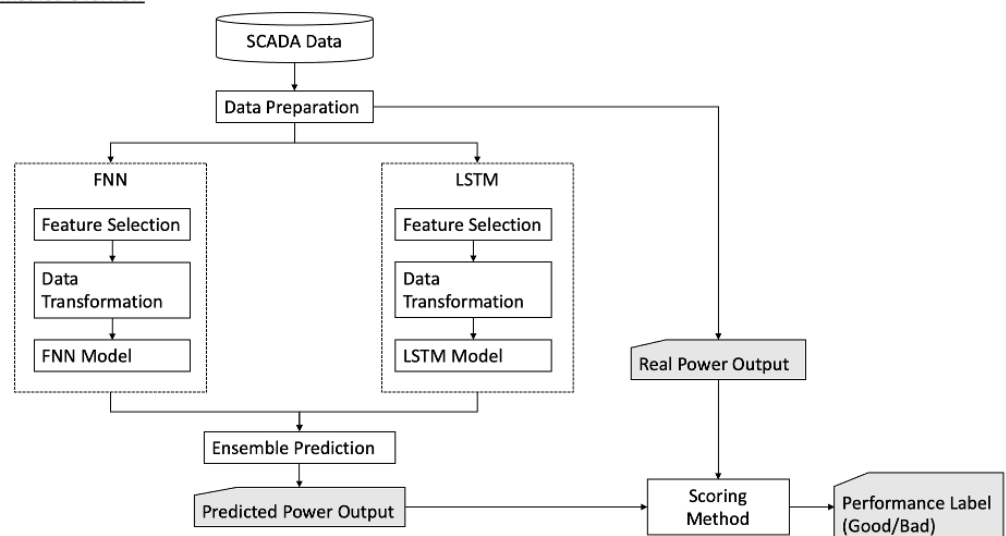 SCADA Data
Data Preparation
FNN
Feature Selection
Data
Transformation
FNN Model
LSTM
Feature Selection
Data
Transformation
LSTM Model
Real Power Output
Ensemble Prediction
Predicted Power Output
Scoring
Method
Performance Label
(Good/Bad)